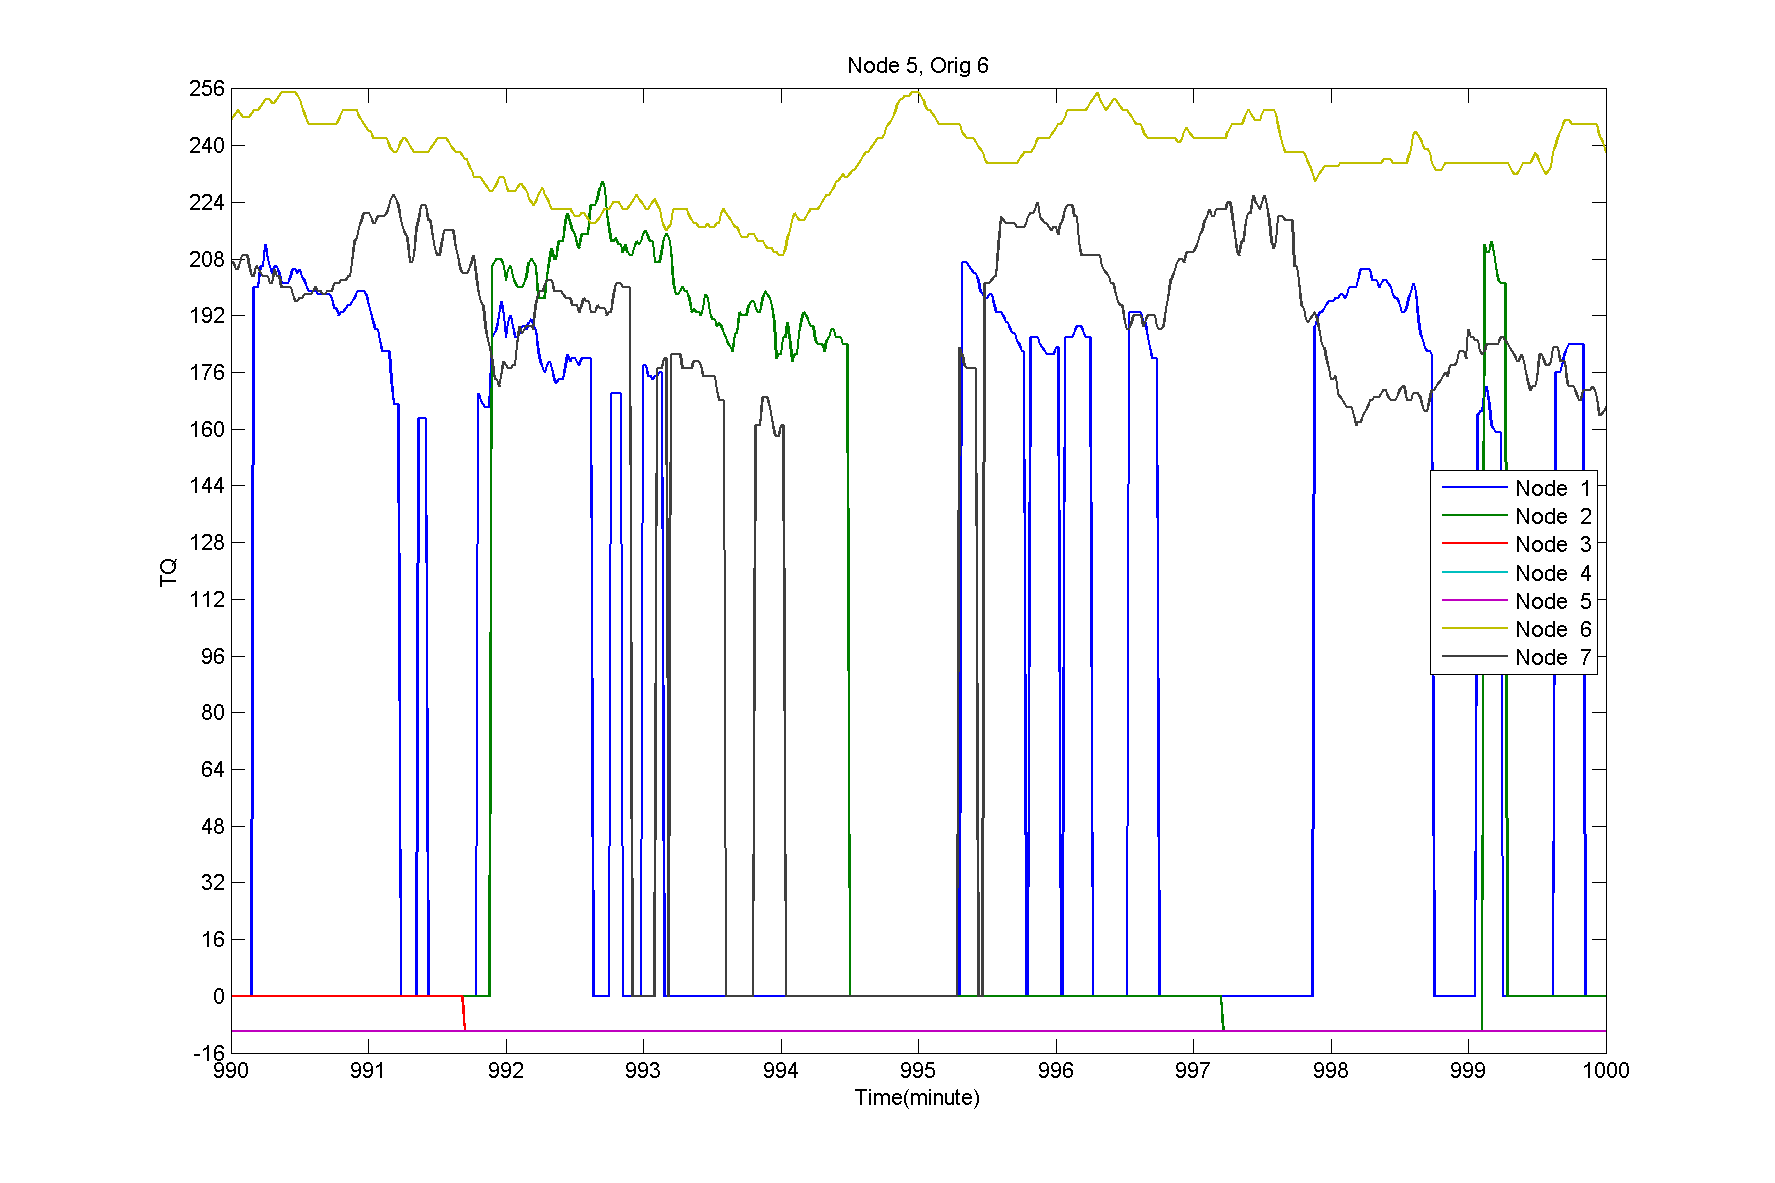 Node 5, Orig 6
256
240
224
208
192
176
160
144
128
112
96
80
64
48
32
16
0
-16
TQ
Node 1
Node 2
Node 3
Node 4
Node 5
Node 6
Node 7
990 991 992 993 994 995 996 997 998 999 1000
Time(minute)